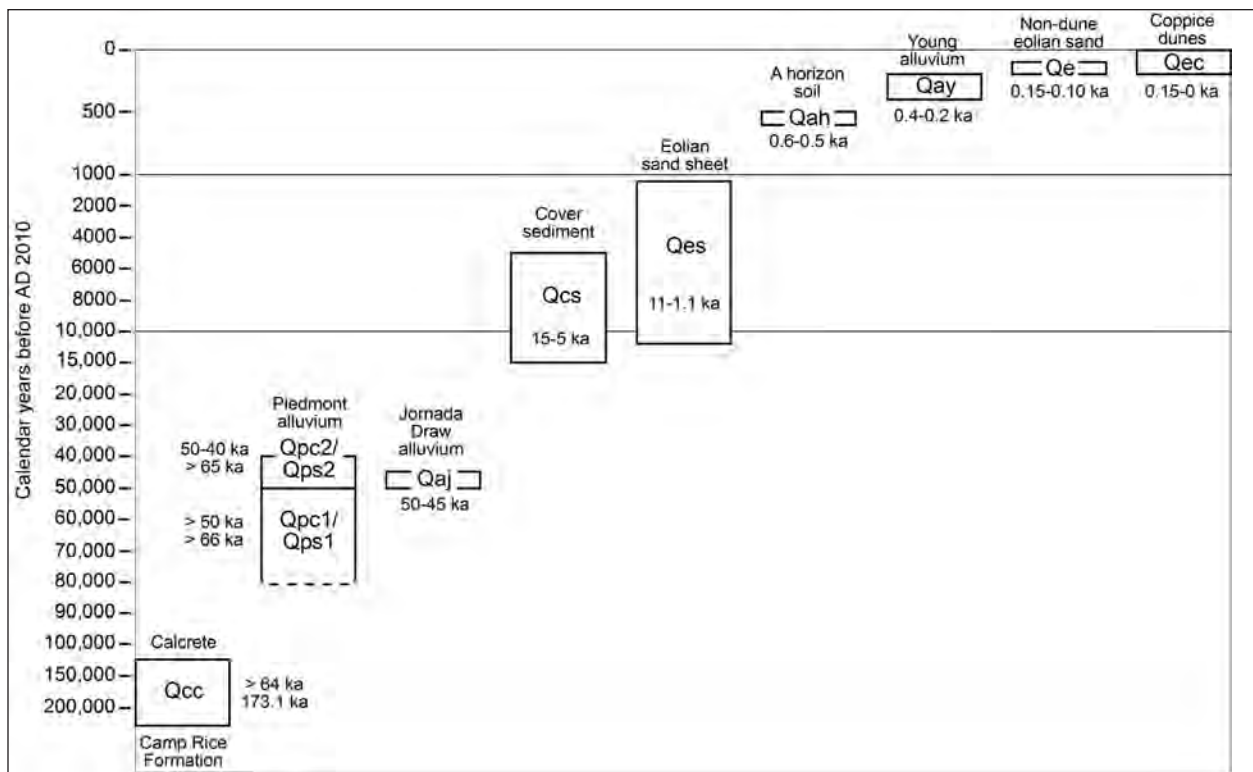 Calendar years before AD 2010
0
500
1000
2000
4000
6000
8000
10,000
15,000
20,000
30,000
40,000
50,000
60,000
70,000
80,000
90,000
100,000
150,000
200,000
Calcrete
Qcc
> 64 ka
173.1 ka
Camp Rice
Formation
Piedmont
alluvium
50-40 ka
> 65 ka
Qpc2/
Qps2
> 50 ka
> 66 ka
Qpc1/
Qps1
Jornada
Draw
alluvium
Qaj
50-45 ka
Cover
sediment
Qcs
15-5 ka
Eolian
sand sheet
Qes
11-1.1 ka
A horizon
soil
Qah
0.6-0.5 ka
Young
alluvium
Qay
0.4-0.2 ka
Non-dune
eolian sand
Qe
0.15-0.10 ka
Coppice
dunes
Qec
0.15-0 ka